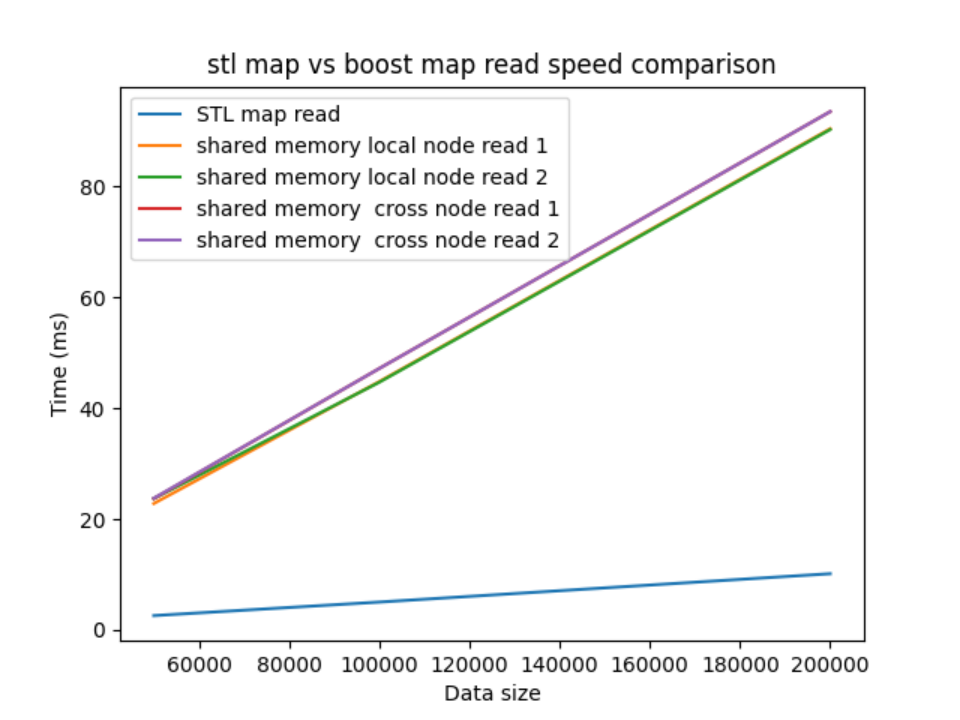 stl map vs boost map read speed comparison
STL map read
shared memory local node read 1
shared memory local node read 2
shared memory  cross node read 1
shared memory  cross node read 2
80
60
40
20
0
Time (ms)
60000 80000 100000 120000 140000 160000 180000 200000
Data size